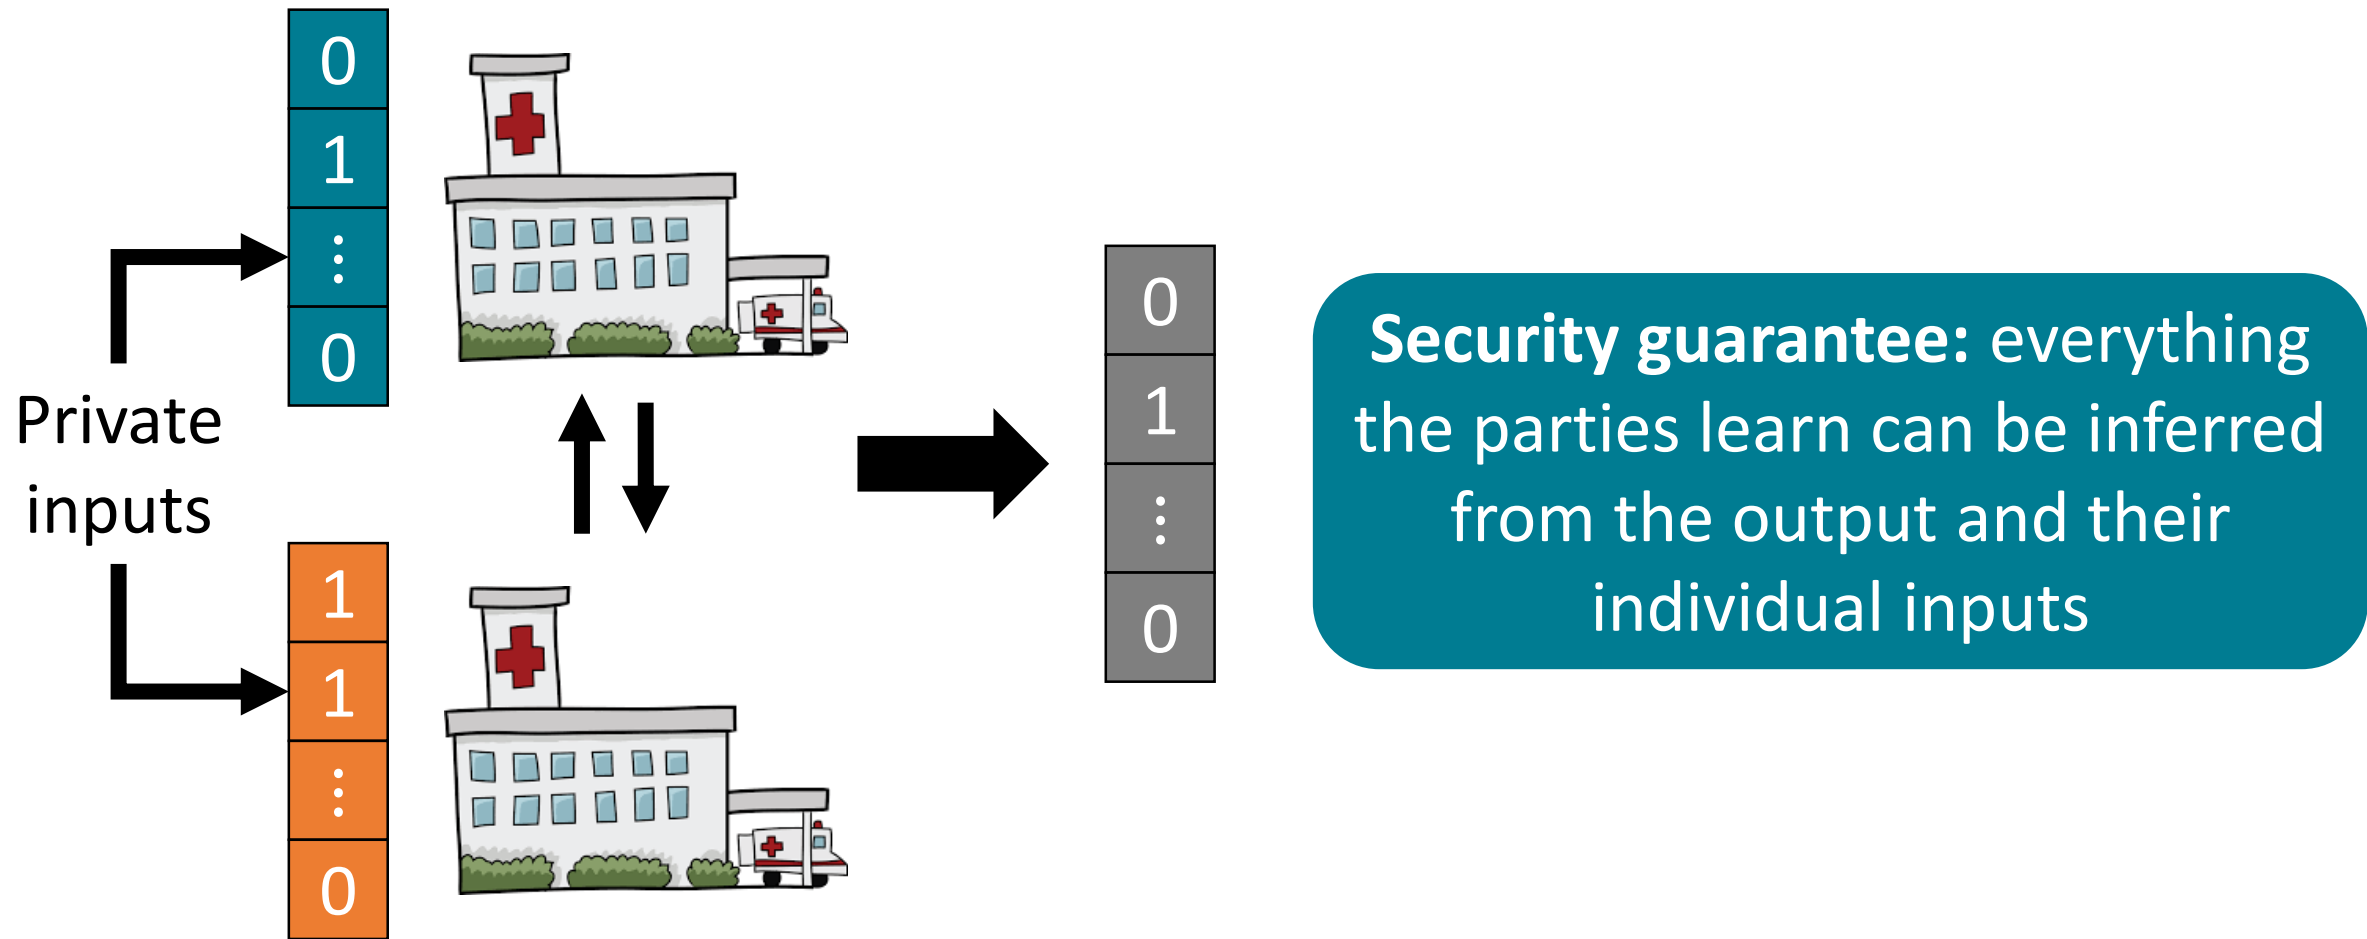 0
1
⋮
0
Private
inputs
1
1
⋮
0
0
1
⋮
0
Security guarantee: everything
the parties learn can be inferred
from the output and their
individual inputs